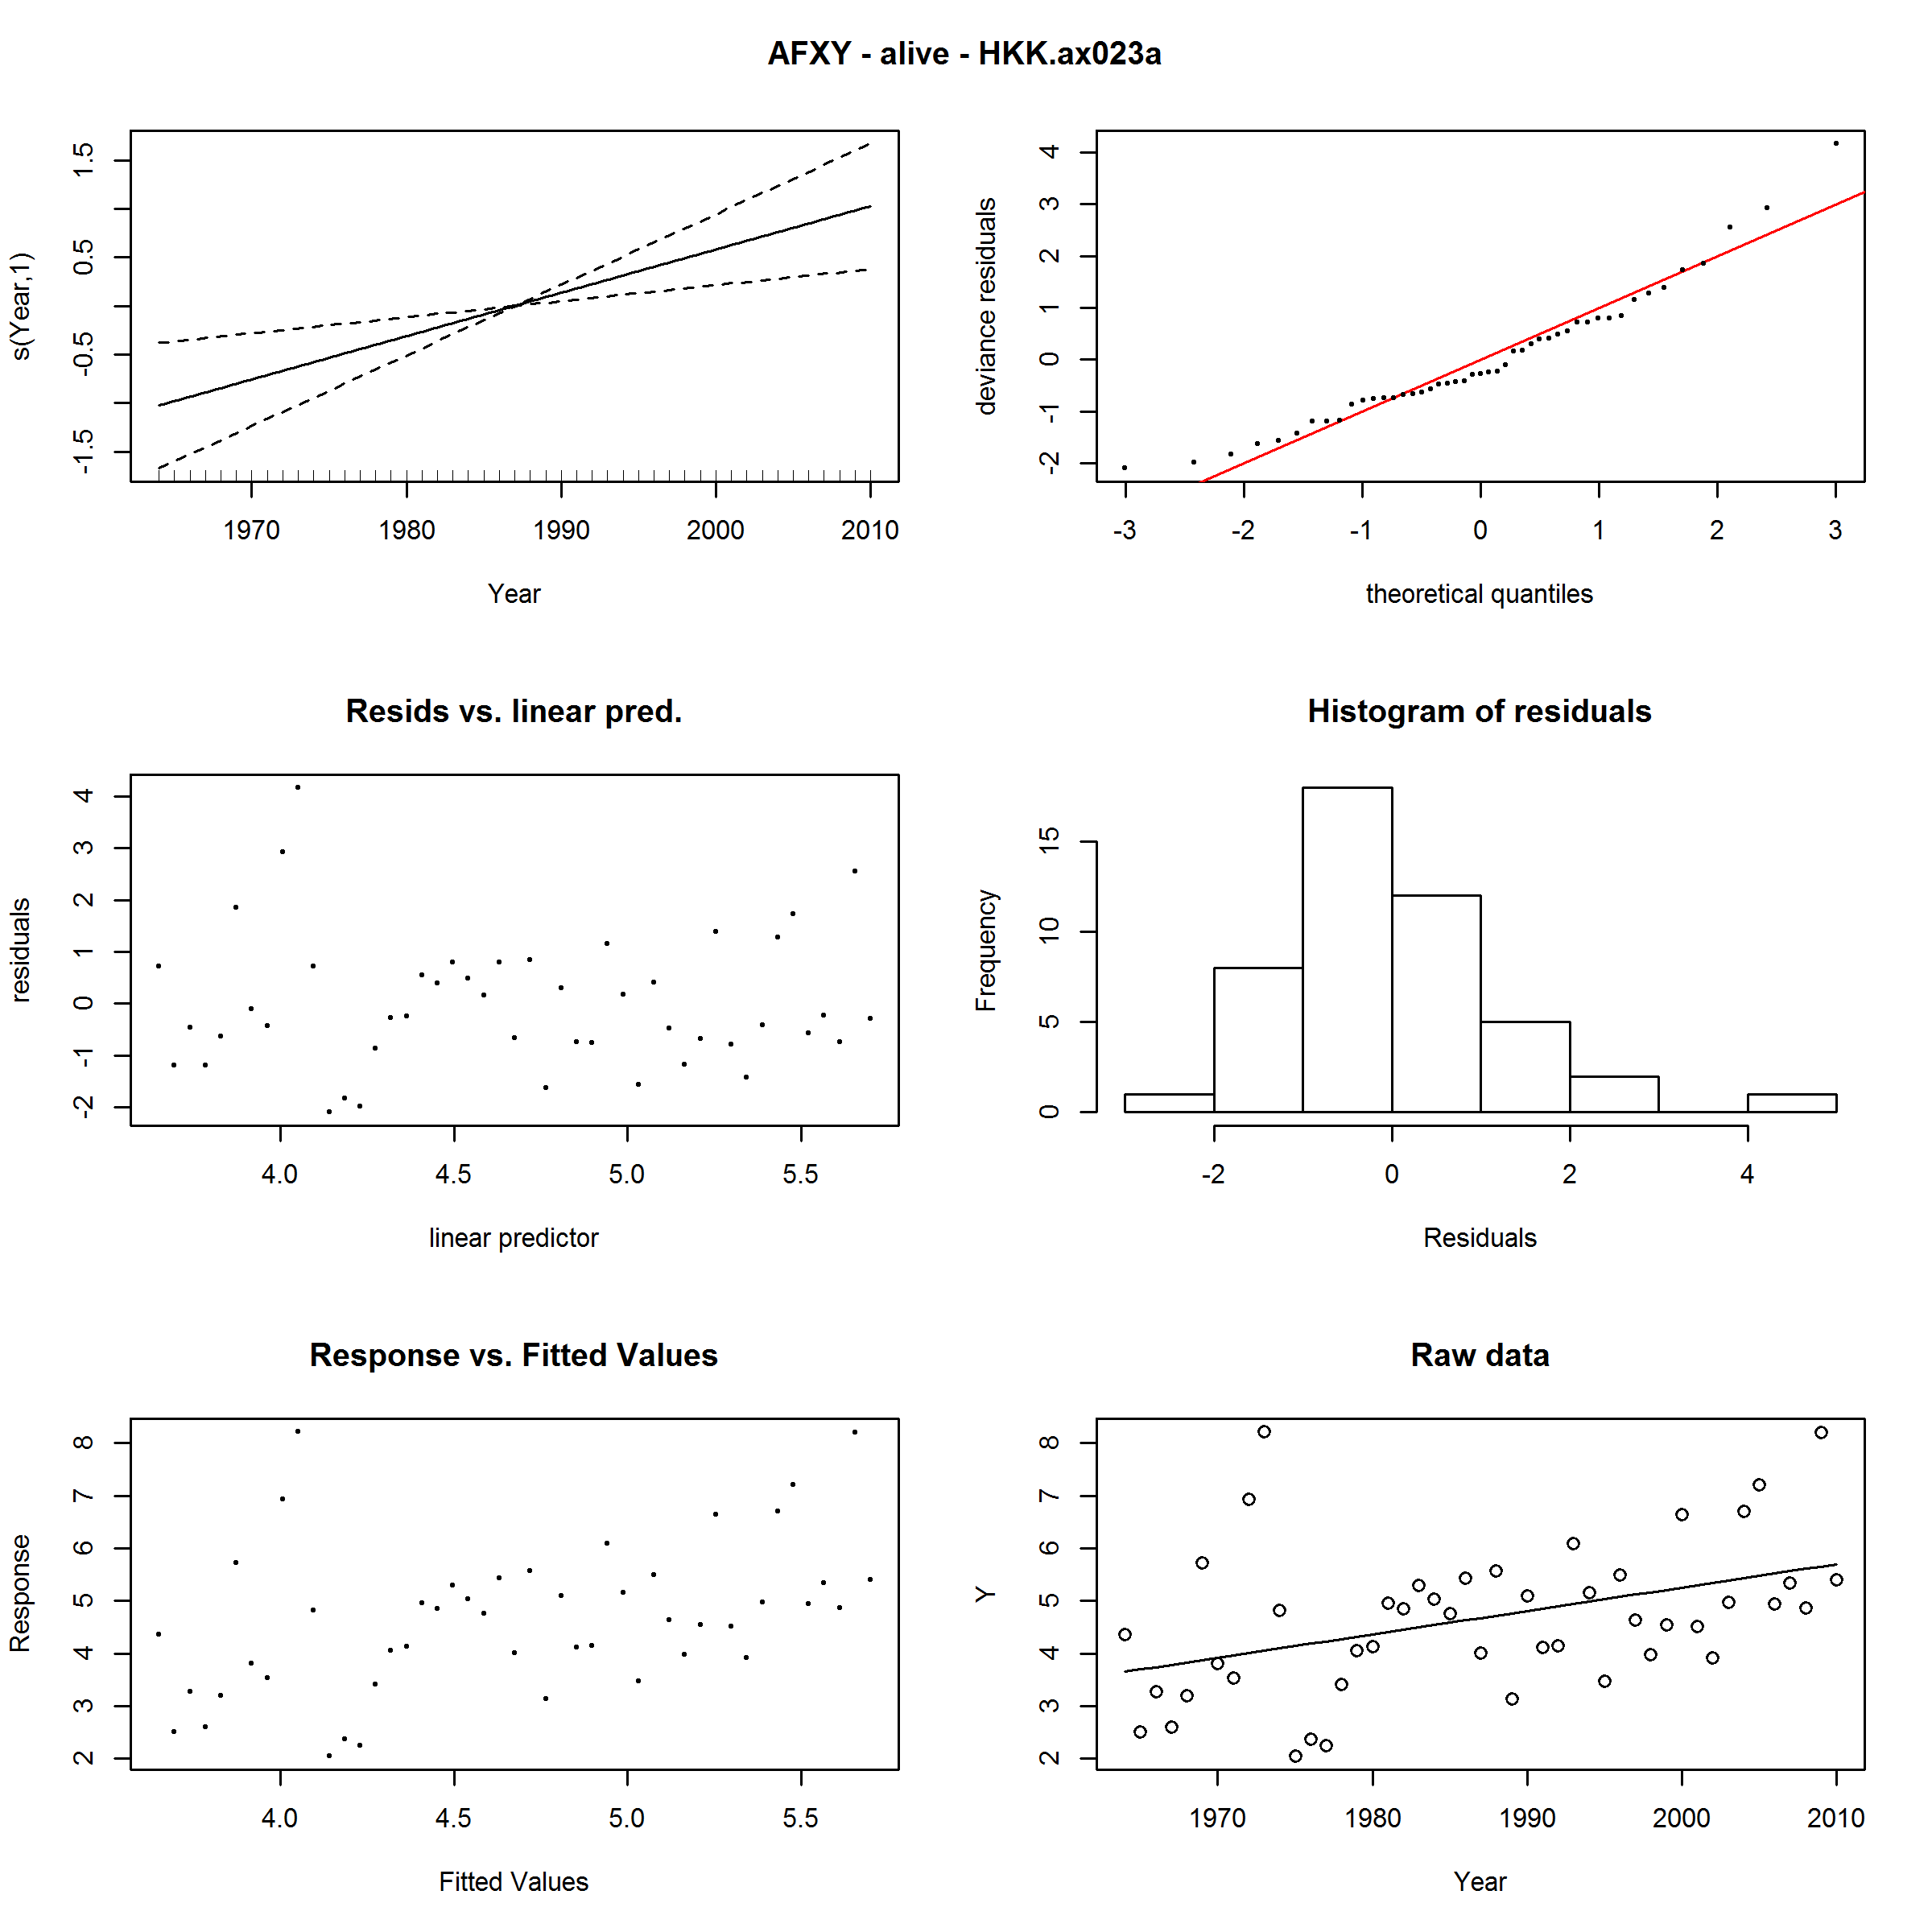 AFXY - alive - HKK.ax023a
s(Year,1)
1.5
0.5
-0.5
-1.5
1970 1980 1990 2000 2010
Year
deviance residuals
4
3
2
1
0
-1
-2
-3 -2 -1 0 1 2 3
theoretical quantiles
Resids vs. linear pred.
residuals
4
3
2
1
0
-1
-2
4.0 4.5 5.0 5.5
linear predictor
Histogram of residuals
Frequency
15
10
5
0
-2 0 2 4
Residuals
Response vs. Fitted Values
Response
8
7
6
5
4
3
2
4.0 4.5 5.0 5.5
Fitted Values
Raw data
Y
8
7
6
5
4
3
2
1970 1980 1990 2000 2010
Year